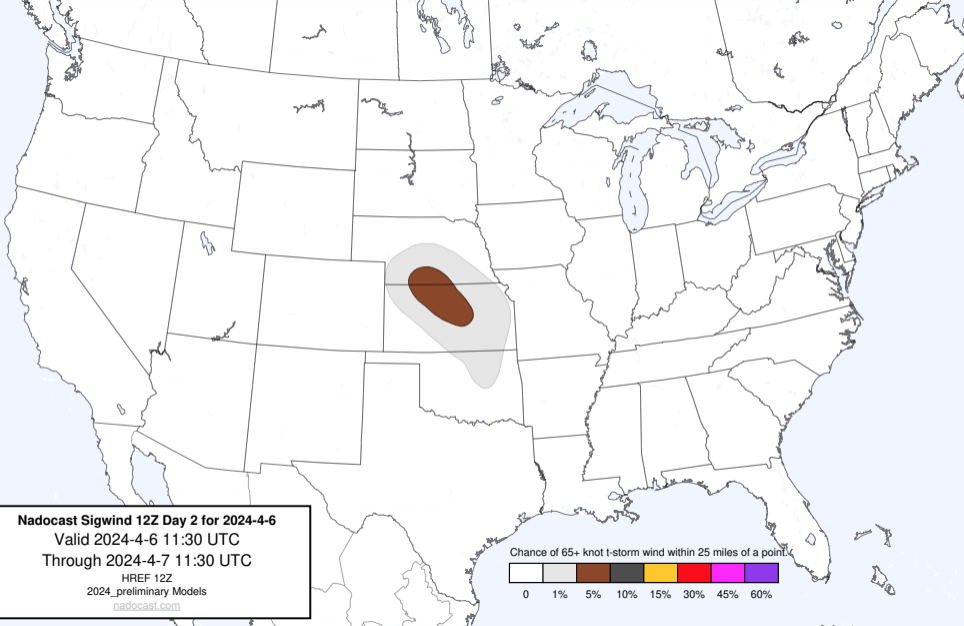 Nadocast Sigwind 12Z Day 2 for 2024-4-6
Valid 2024-4-6 11:30 UTC
Through 2024-4-7 11:30 UTC
HREF 12Z
2024_preliminary Models
nadocast.com
Chance of 65+ knot t-storm wind within 25 miles of a point.
0 1% 5% 10% 15% 30% 45% 60%